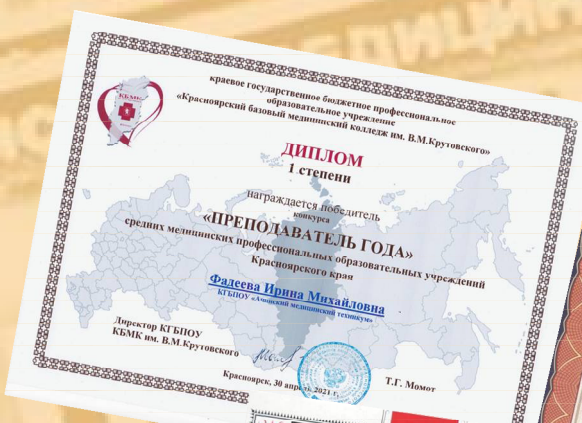 КБМК
краевое государственное бюджетное профессиональное
образовательное учреждение
«Красноярский базовый медицинский колледж им. В.М.Крутовского»
ДИПЛОМ
1 степени
награждается победитель
конкурса
«ПРЕПОДАВАТЕЛЬ ГОДА»
средних медицинских профессиональных образовательных учреждений
Красноярского края
Фадеева Ирина Михайловна
КГБПОУ «Ачинский медицинский техникум»
Директор КГБПОУ
КБМК им. В.М.Крутовского
Т.Г. Момот
Красноярск, 30 апрель 2021 г.